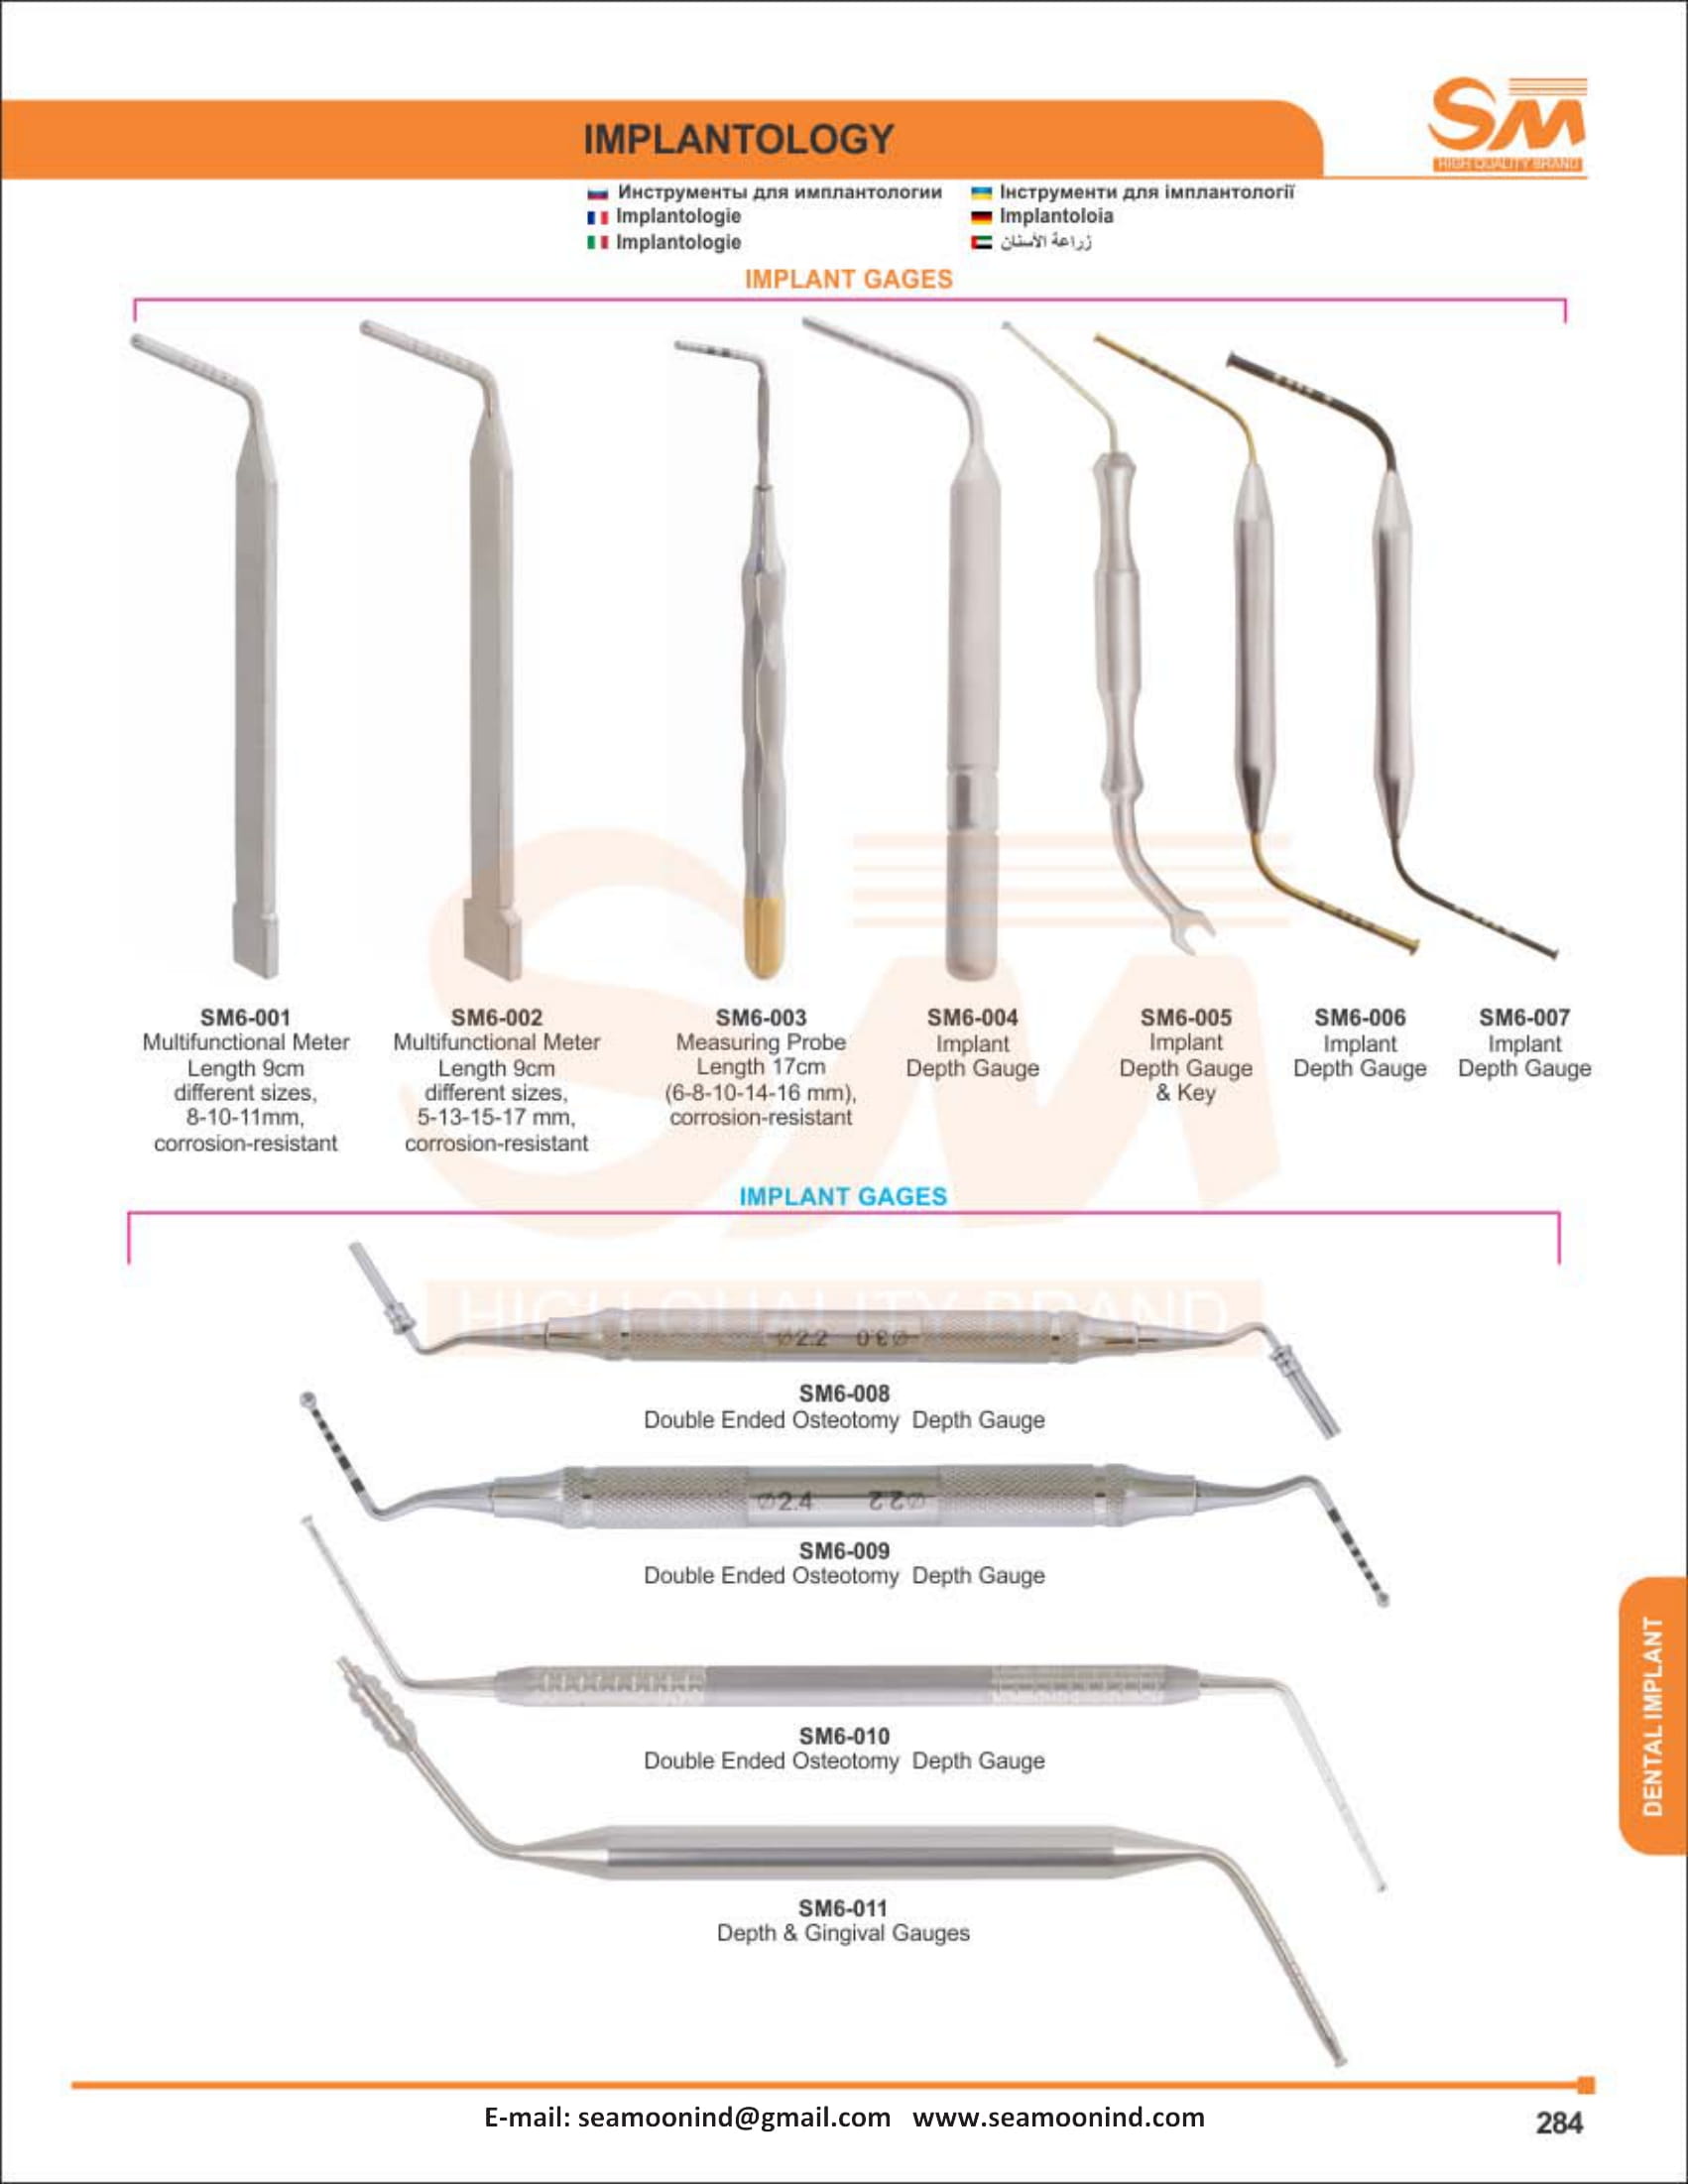 SM
HIGH QUALITY BRAND
IMPLANTOLOGY
Инструменты для имплантологии
Інструменти для імплантології
Implantologie
Implantoloia
Implantologie
زراعة الأسنان
IMPLANT GAGES
SM6-001
Multifunctional Meter
Length 9cm
different sizes,
8-10-11mm,
corrosion-resistant
SM6-002
Multifunctional Meter
Length 9cm
different sizes,
5-13-15-17 mm,
corrosion-resistant
SM6-003
Measuring Probe
Length 17cm
(6-8-10-14-16 mm),
corrosion-resistant
SM6-004
Implant
Depth Gauge
SM6-005
Implant
Depth Gauge
& Key
SM6-006
Implant
Depth Gauge
SM6-007
Implant
Depth Gauge
IMPLANT GAGES
SM
HIGH QUALITY BRAND
Ø2.2 Ø3.0
SM6-008
Double Ended Osteotomy Depth Gauge
Ø2.4 Ø2.2
SM6-009
Double Ended Osteotomy Depth Gauge
SM6-010
Double Ended Osteotomy Depth Gauge
SM6-011
Depth & Gingival Gauges
DENTAL IMPLANT
E-mail: seamoonind@gmail.com www.seamoonind.com
284